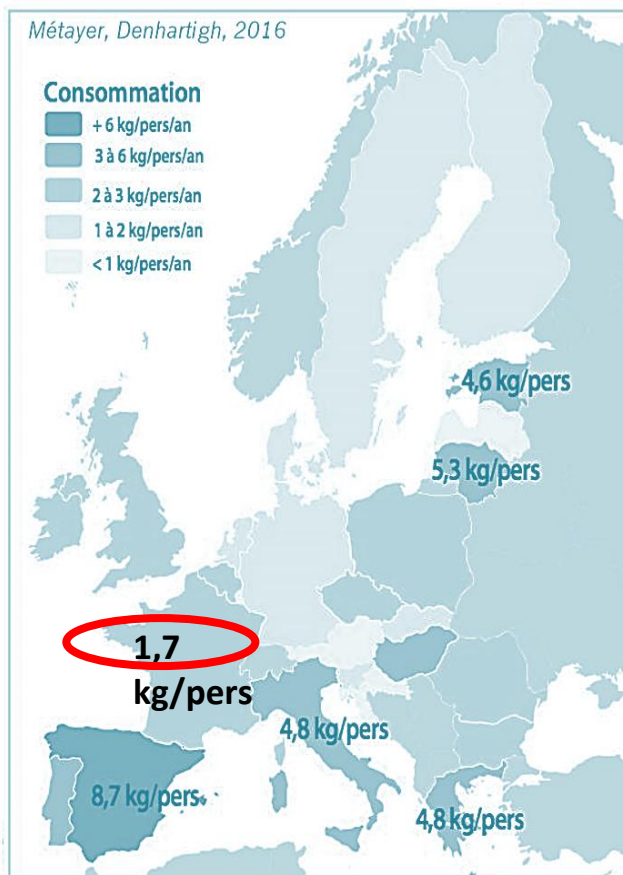 Métayer, Denhartigh, 2016
Consommation
+ 6 kg/pers/an
3 à 6 kg/pers/an
2 à 3 kg/pers/an
1 à 2 kg/pers/an
< 1 kg/pers/an
4,6 kg/pers
5,3 kg/pers
1,7
kg/pers
4,8 kg/pers
8,7 kg/pers
4,8 kg/pers